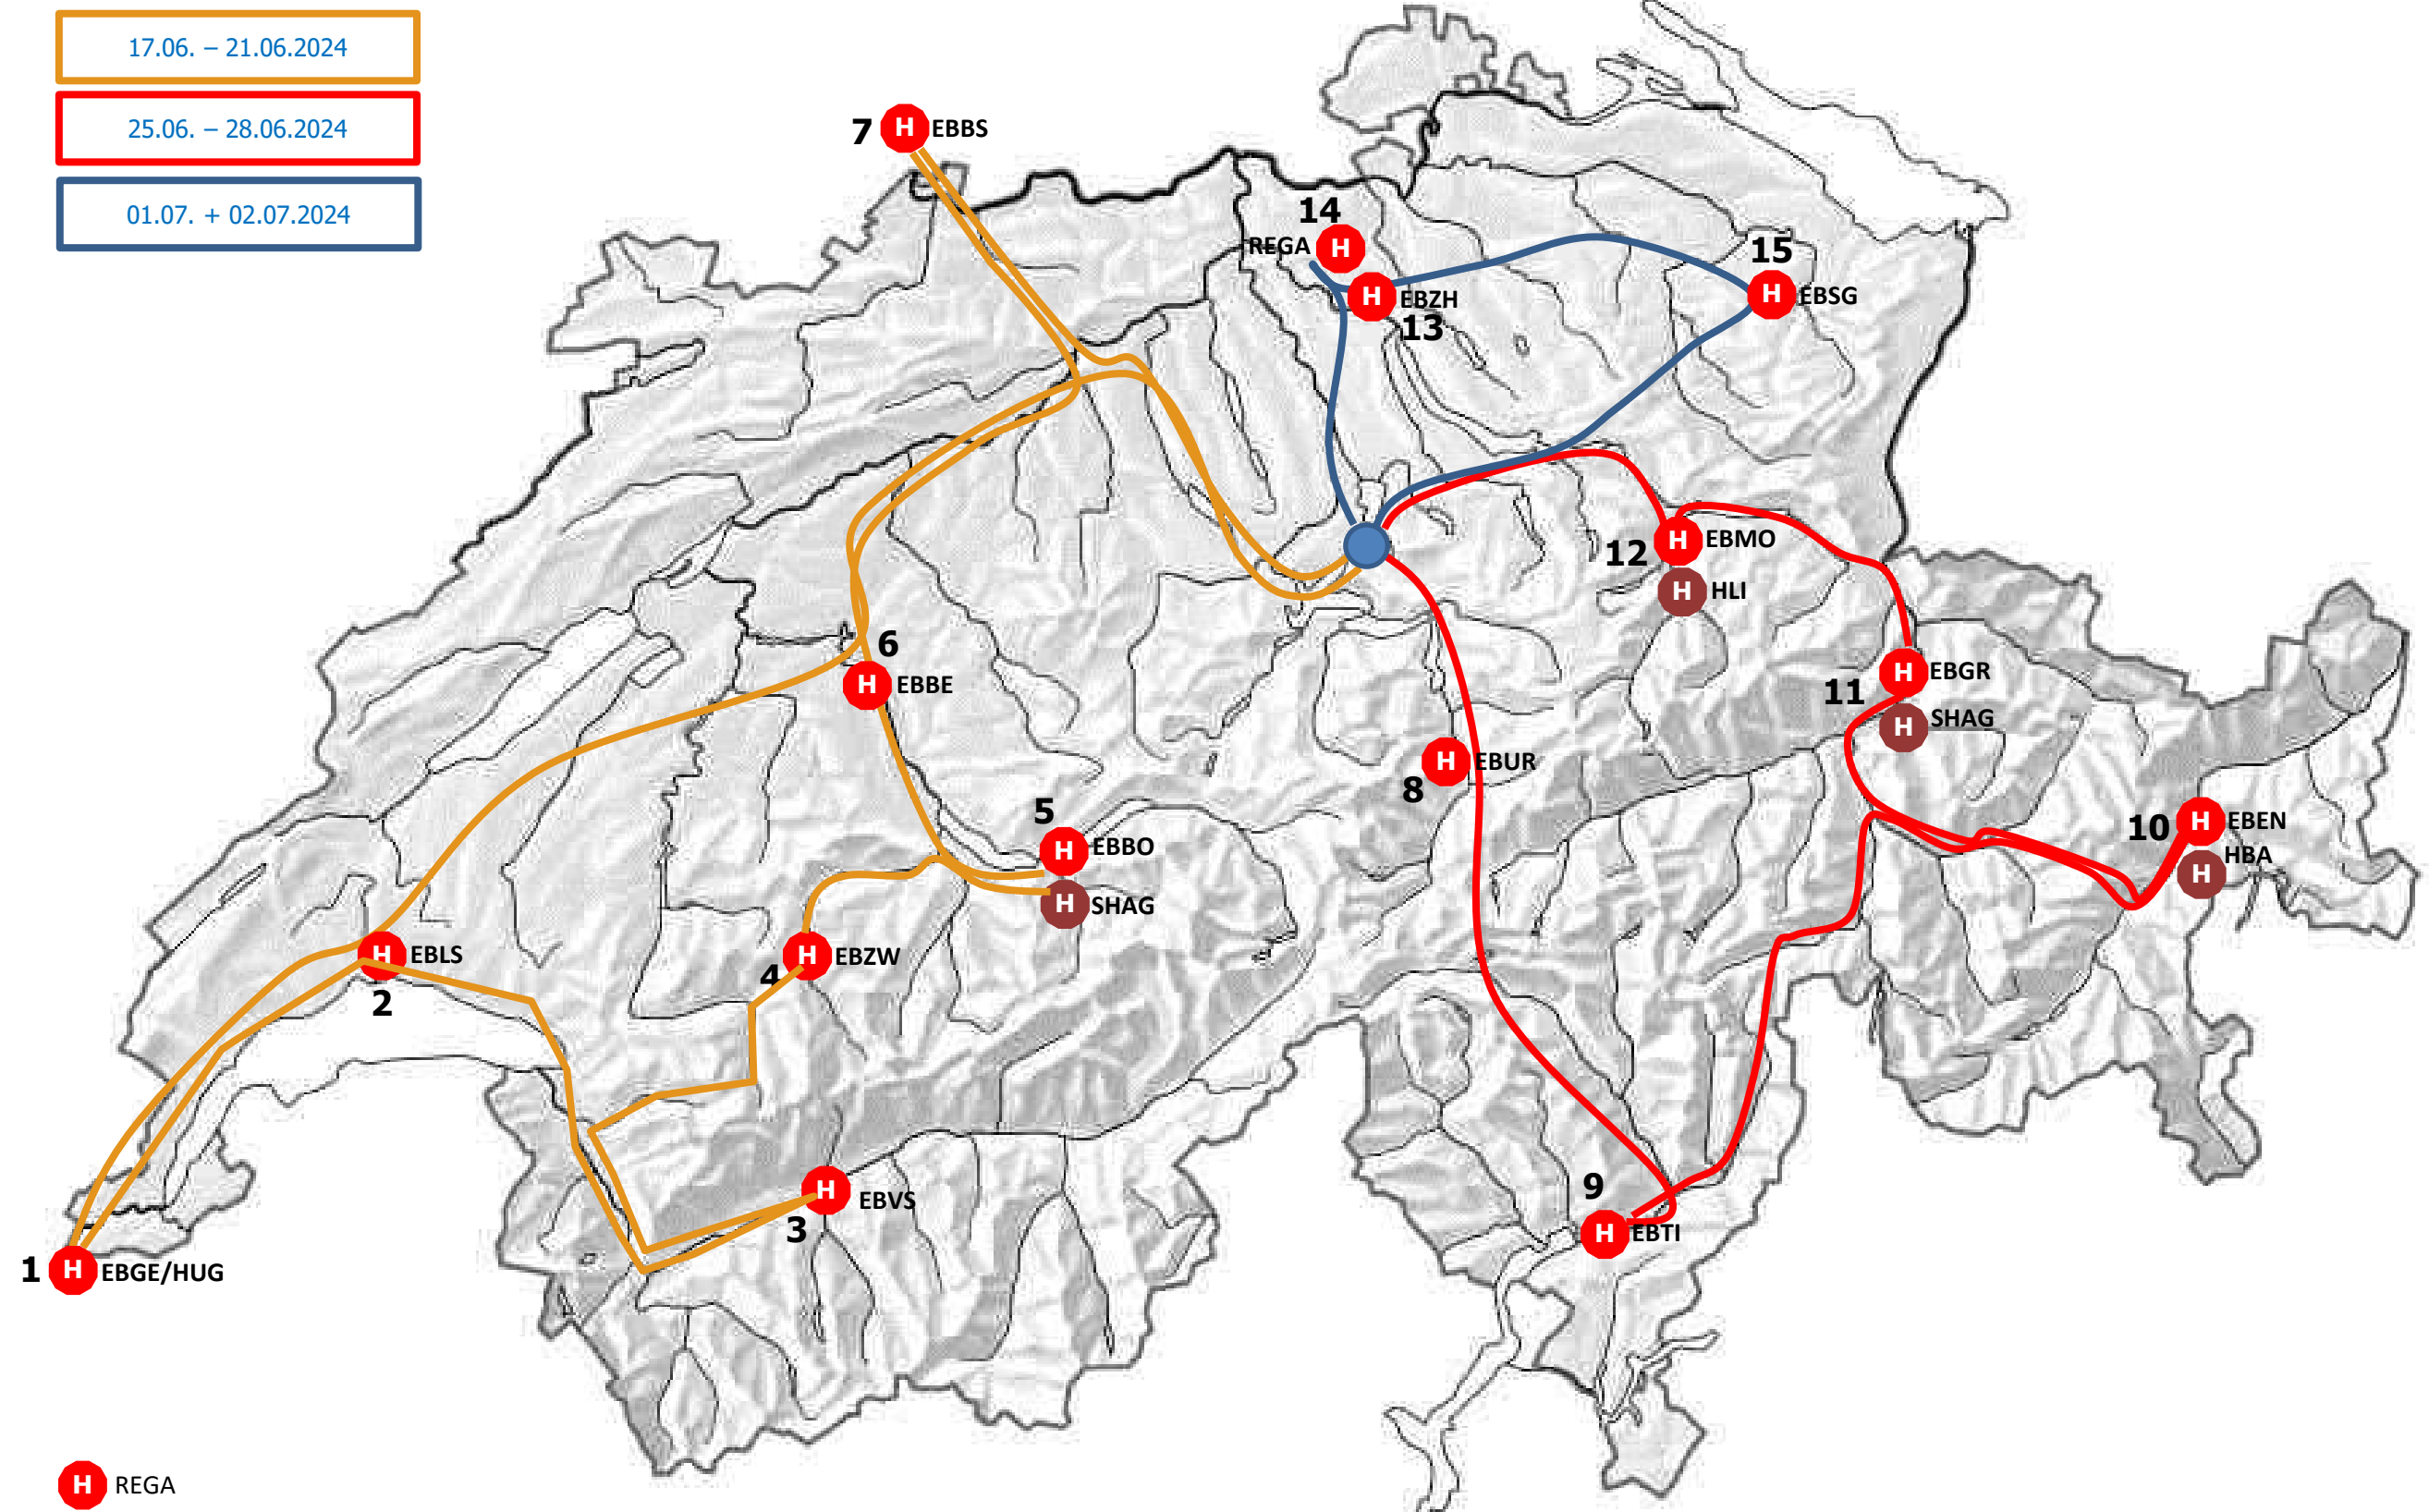 17.06. – 21.06.2024
25.06. – 28.06.2024
01.07. + 02.07.2024
7 H EBBS
14
REGA H
15
H EBSG
H EBZH
13
H EBMO
12
H HLI
6
H EBBE
H EBGR
11
H SHAG
H EBUR
8
5
H EBBO
H SHAG
10 H EBEN
HBA
H
H EBLS
2
H EBZW
4
H EBVS
3
9
H EBTI
1 H EBGE/HUG
H REGA